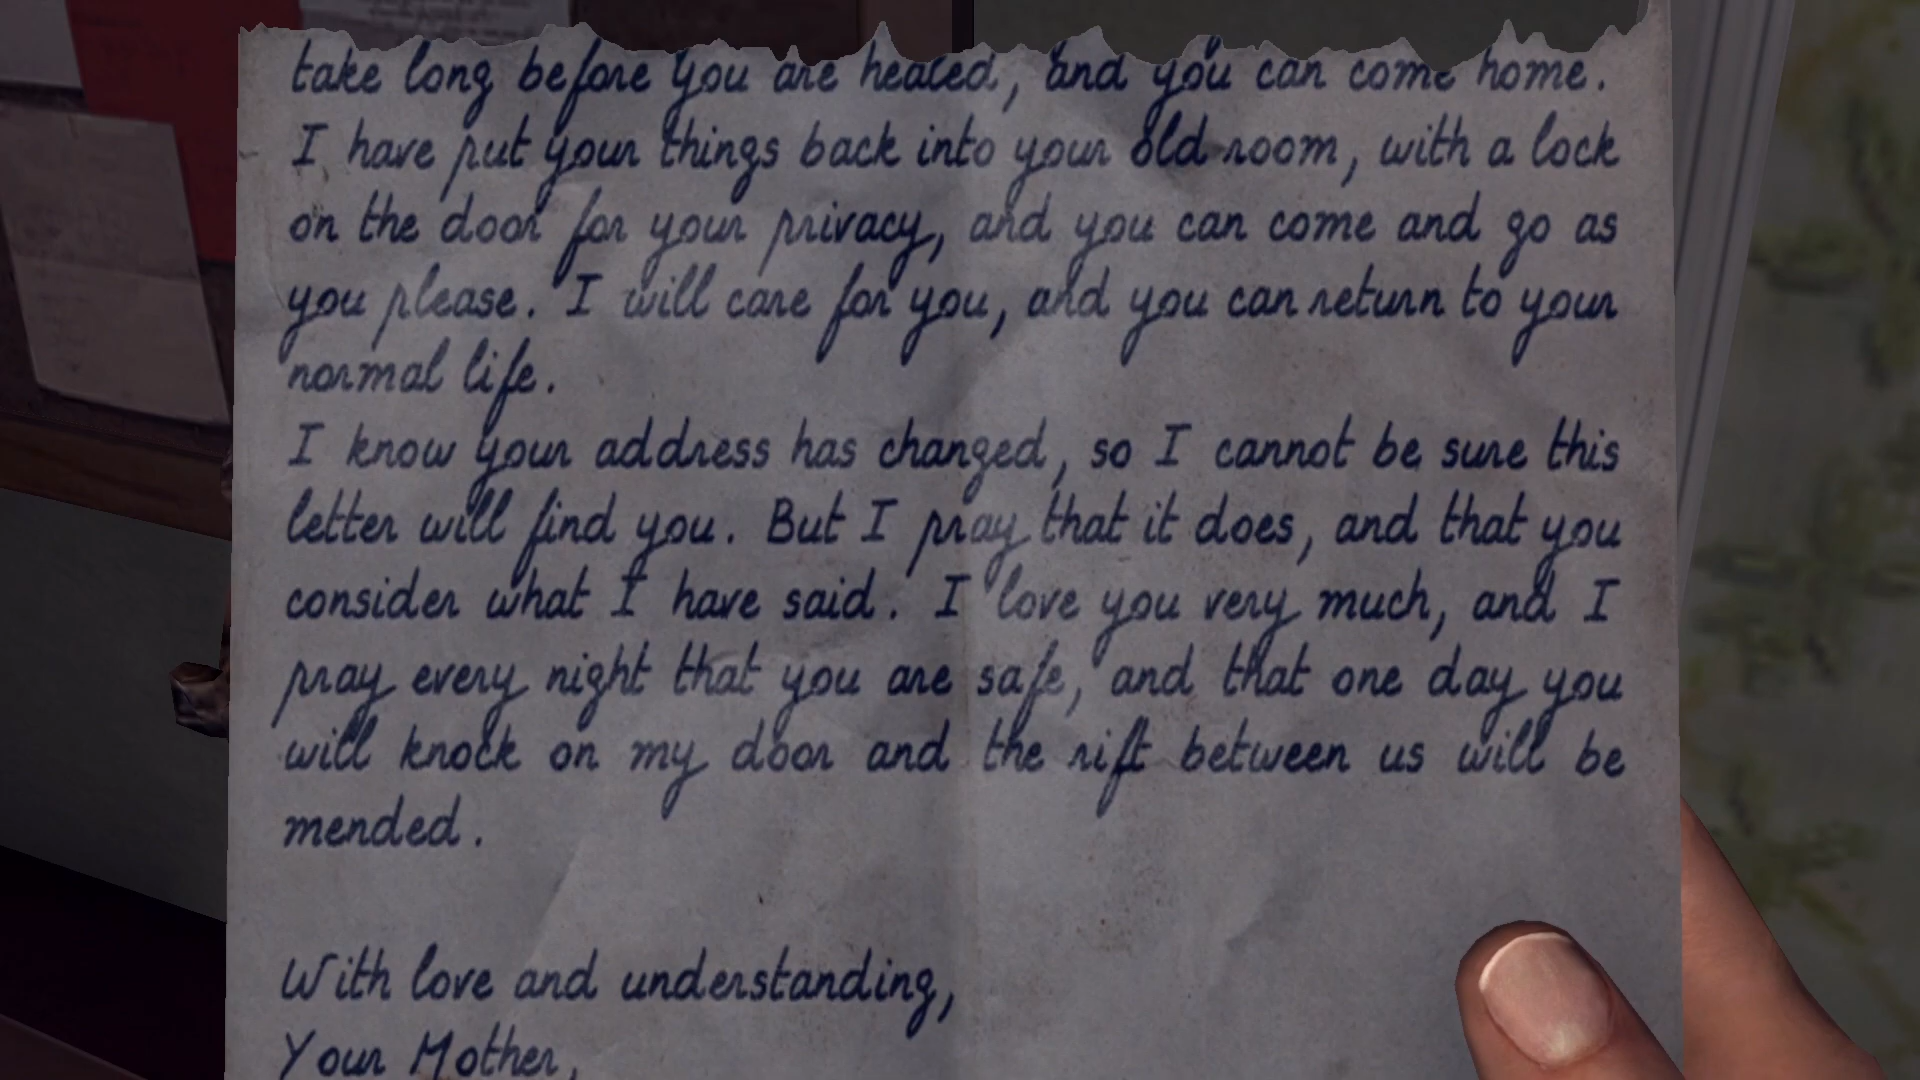 take long before you are healed, and you can come home.
I have put your things back into your old room, with a lock
on the door for your privacy, and you can come and go as
you please. I will care for you, and you can return to your
normal life.
I know your address has changed, so I cannot be sure this
letter will find you. But I pray that it does, and that you
consider what I have said. I love you very much, and I
pray every night that you are safe, and that one day you
will knock on my door and the rift between us will be
mended.
With love and understanding,
Your Mother,